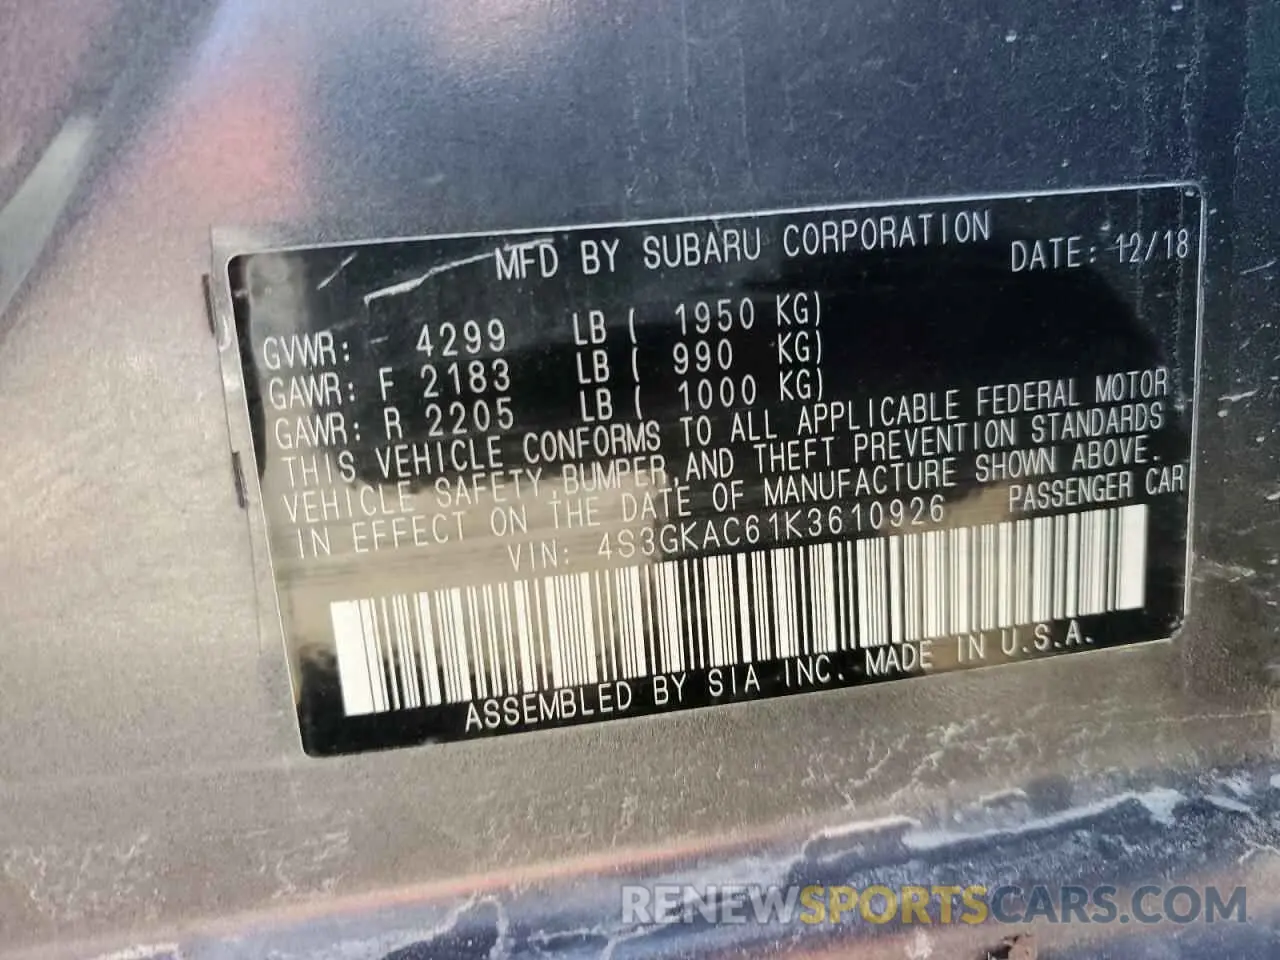 MFD BY SUBARU CORPORATION
DATE: 12/18
GVWR: 4299 LB ( 1950 KG)
GAWR: F 2183 LB ( 990 KG)
GAWR: R 2205 LB ( 1000 KG)
THIS VEHICLE CONFORMS TO ALL APPLICABLE FEDERAL MOTOR
VEHICLE SAFETY,BUMPER,AND THEFT PREVENTION STANDARDS
IN EFFECT ON THE DATE OF MANUFACTURE SHOWN ABOVE.
VIN: 4S3GKAC61K3610926 PASSENGER CAR
ASSEMBLED BY SIA INC. MADE IN U.S.A.
RENEWSPORTSCARS.COM